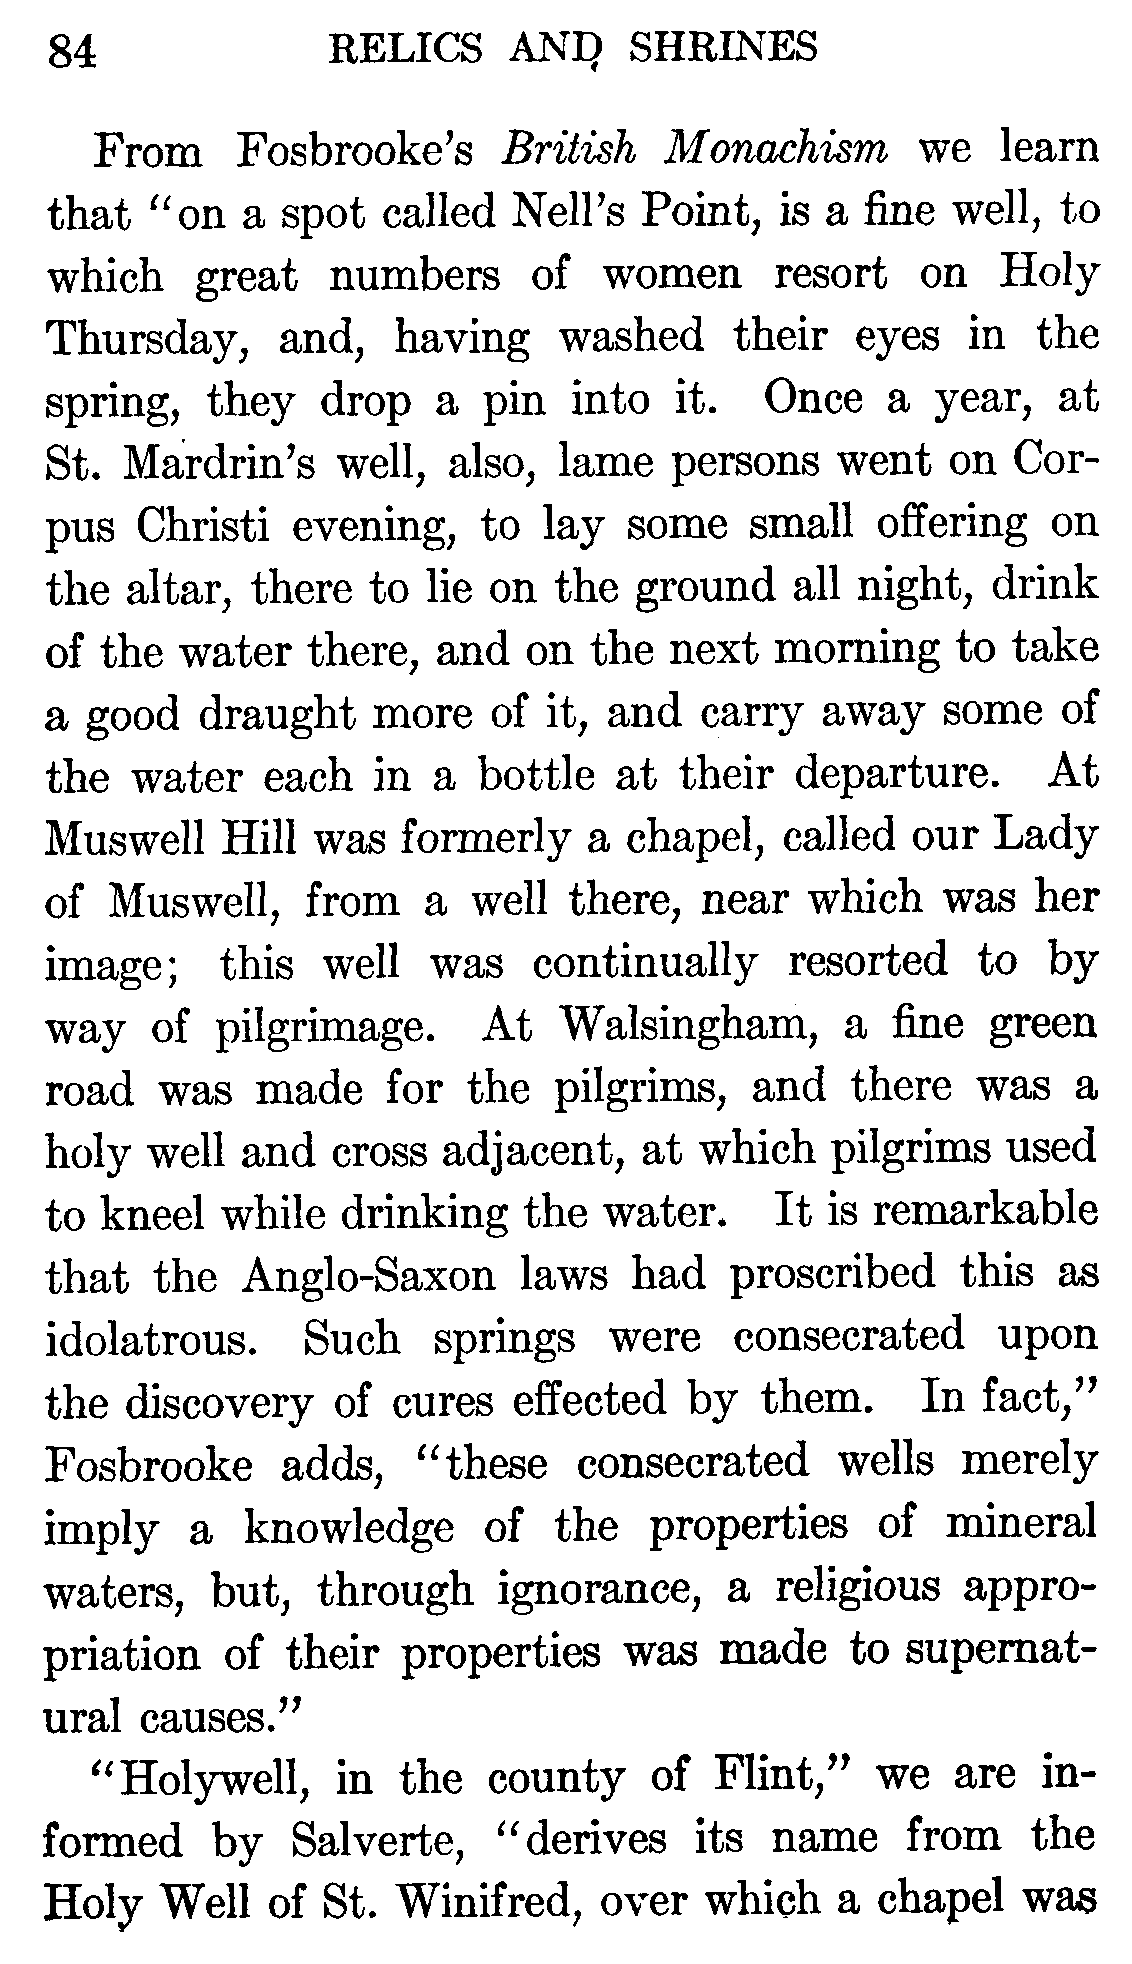 84 RELICS AND SHRINES
From Fosbrooke's British Monachism we learn
that "on a spot called Nell's Point, is a fine well, to
which great numbers of women resort on Holy
Thursday, and, having washed their eyes in the
spring, they drop a pin into it. Once a year, at
St. Mardrin's well, also, lame persons went on Cor-
pus Christi evening, to lay some small offering on
the altar, there to lie on the ground all night, drink
of the water there, and on the next morning to take
a good draught more of it, and carry away some of
the water each in a bottle at their departure. At
Muswell Hill was formerly a chapel, called our Lady
of Muswell, from a well there, near which was her
image; this well was continually resorted to by
way of pilgrimage. At Walsingham, a fine green
road was made for the pilgrims, and there was a
holy well and cross adjacent, at which pilgrims used
to kneel while drinking the water. It is remarkable
that the Anglo-Saxon laws had proscribed this as
idolatrous. Such springs were consecrated upon
the discovery of cures effected by them. In fact,"
Fosbrooke adds, "these consecrated wells merely
imply a knowledge of the properties of mineral
waters, but, through ignorance, a religious appro-
priation of their properties was made to supernat-
ural causes."
"Holywell, in the county of Flint," we are in-
formed by Salverte, "derives its name from the
Holy Well of St. Winifred, over which a chapel was